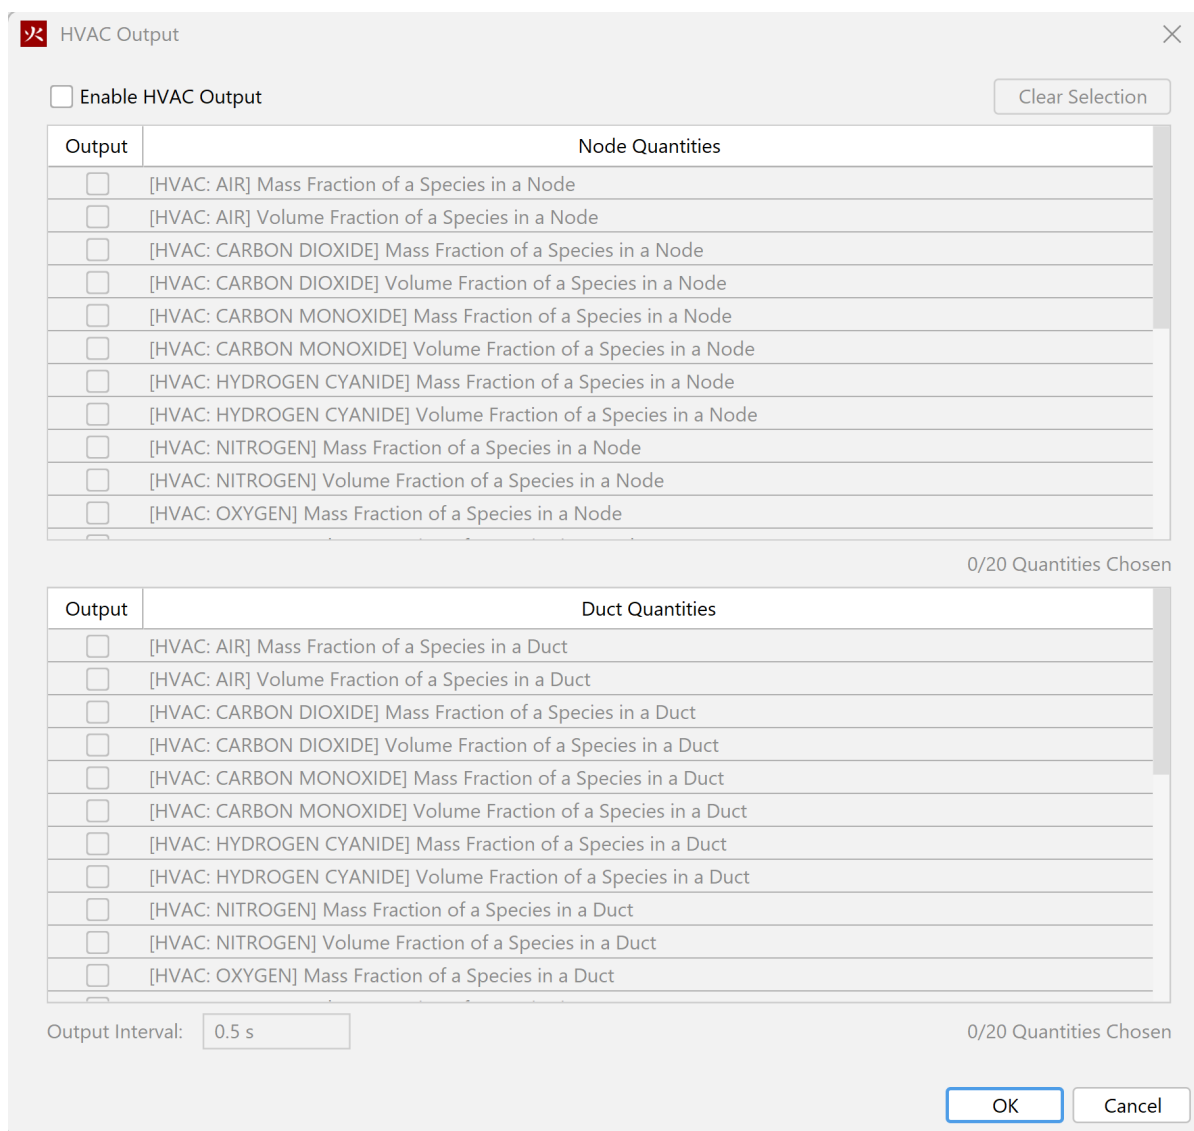 火 HVAC Output
Enable HVAC Output
Clear Selection
Output Node Quantities
[HVAC: AIR] Mass Fraction of a Species in a Node
[HVAC: AIR] Volume Fraction of a Species in a Node
[HVAC: CARBON DIOXIDE] Mass Fraction of a Species in a Node
[HVAC: CARBON DIOXIDE] Volume Fraction of a Species in a Node
[HVAC: CARBON MONOXIDE] Mass Fraction of a Species in a Node
[HVAC: CARBON MONOXIDE] Volume Fraction of a Species in a Node
[HVAC: HYDROGEN CYANIDE] Mass Fraction of a Species in a Node
[HVAC: HYDROGEN CYANIDE] Volume Fraction of a Species in a Node
[HVAC: NITROGEN] Mass Fraction of a Species in a Node
[HVAC: NITROGEN] Volume Fraction of a Species in a Node
[HVAC: OXYGEN] Mass Fraction of a Species in a Node
0/20 Quantities Chosen
Output Duct Quantities
[HVAC: AIR] Mass Fraction of a Species in a Duct
[HVAC: AIR] Volume Fraction of a Species in a Duct
[HVAC: CARBON DIOXIDE] Mass Fraction of a Species in a Duct
[HVAC: CARBON DIOXIDE] Volume Fraction of a Species in a Duct
[HVAC: CARBON MONOXIDE] Mass Fraction of a Species in a Duct
[HVAC: CARBON MONOXIDE] Volume Fraction of a Species in a Duct
[HVAC: HYDROGEN CYANIDE] Mass Fraction of a Species in a Duct
[HVAC: HYDROGEN CYANIDE] Volume Fraction of a Species in a Duct
[HVAC: NITROGEN] Mass Fraction of a Species in a Duct
[HVAC: NITROGEN] Volume Fraction of a Species in a Duct
[HVAC: OXYGEN] Mass Fraction of a Species in a Duct
Output Interval: 0.5 s
0/20 Quantities Chosen
OK Cancel